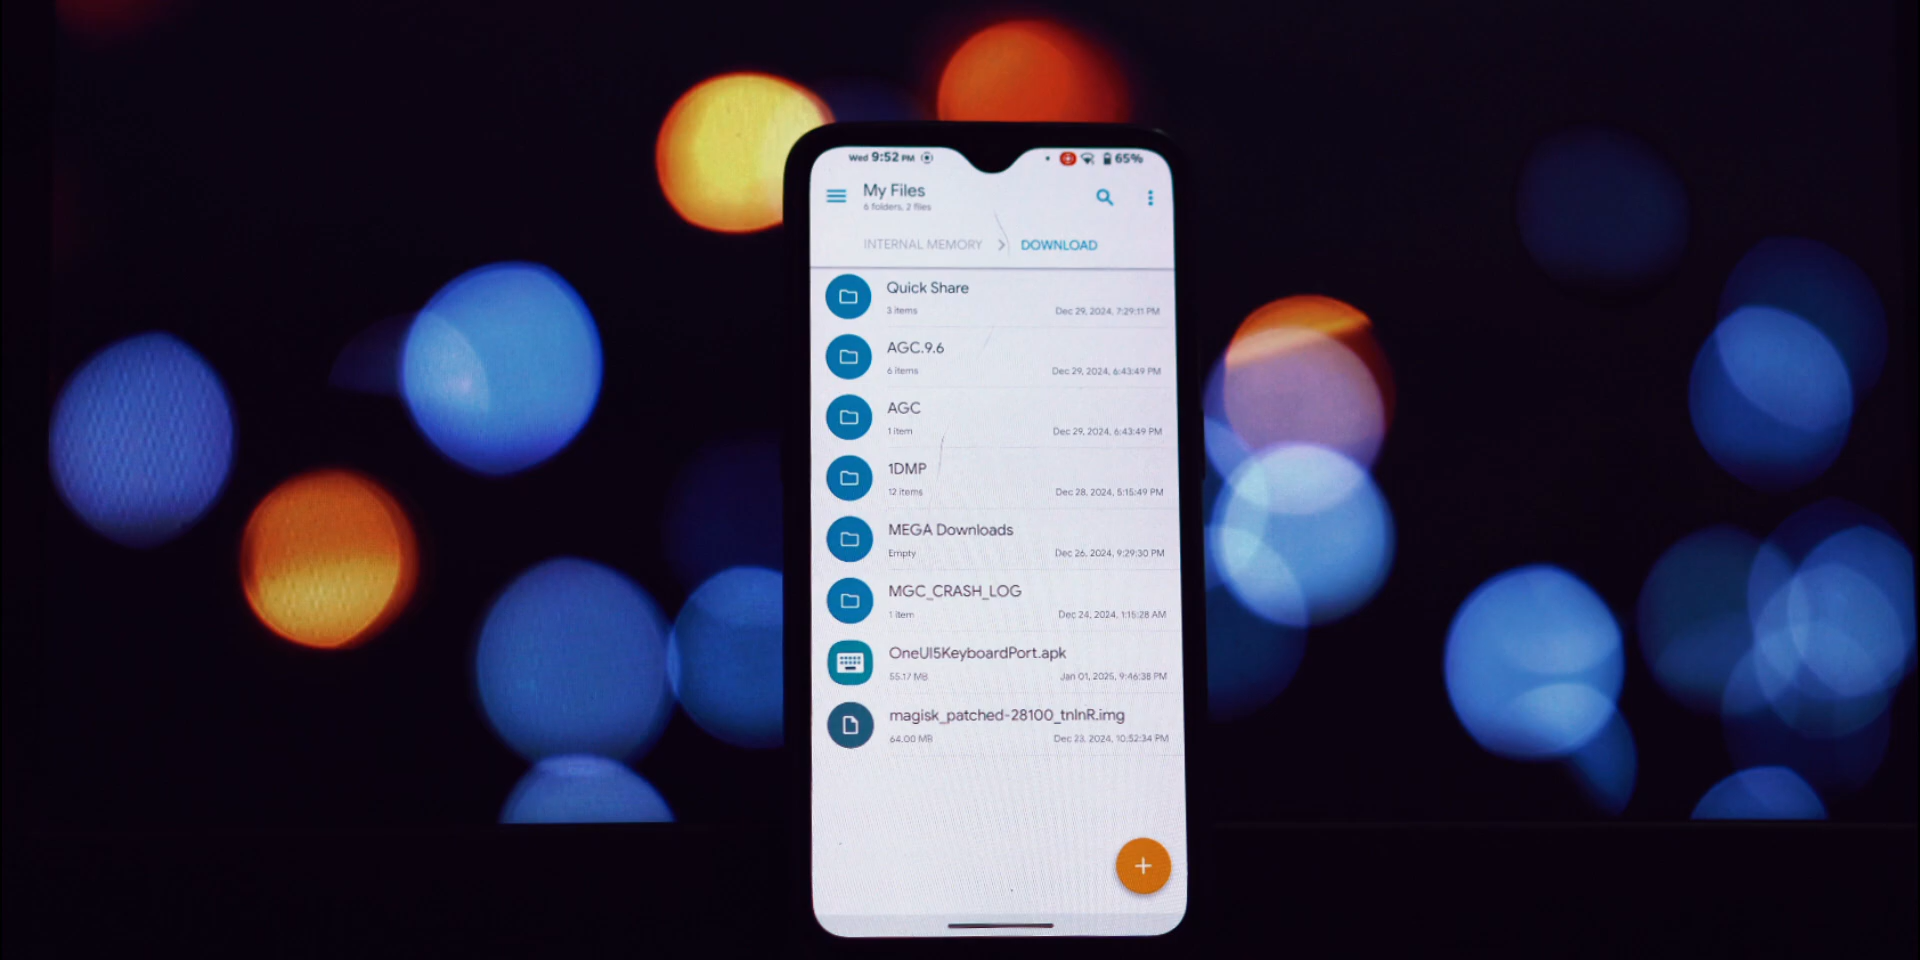 Wed 9:52 PM 65%
My Files
6 folders, 2 files
INTERNAL MEMORY > DOWNLOAD
Quick Share
3 items Dec 29, 2024, 7:29:11 PM
AGC.9.6
6 items Dec 29, 2024, 6:43:49 PM
AGC
1 item Dec 29, 2024, 6:43:49 PM
1DMP
12 items Dec 28, 2024, 5:15:49 PM
MEGA Downloads
Empty Dec 26, 2024, 9:29:30 PM
MGC_CRASH_LOG
1 item Dec 24, 2024, 1:15:28 AM
OneUI5KeyboardPort.apk
55.17 MB Jan 01, 2025, 9:46:38 PM
magisk_patched-28100_tnInR.img
64.00 MB Dec 23, 2024, 10:52:34 PM